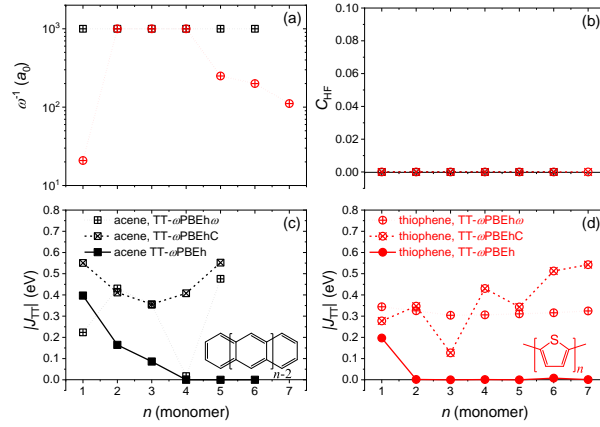 (a)
10³
10²
10¹
ω⁻¹ (a₀)
(b)
0.10
0.08
0.06
0.04
0.02
0.00
C_HF
(c)
acene, TT-ωPBEhω
acene, TT-ωPBEhC
acene TT-ωPBEh
0.8
0.7
0.6
0.5
0.4
0.3
0.2
0.1
0.0
|J_TT| (eV)
n-2
1 2 3 4 5 6 7
n (monomer)
(d)
thiophene, TT-ωPBEhω
thiophene, TT-ωPBEhC
thiophene, TT-ωPBEh
0.8
0.7
0.6
0.5
0.4
0.3
0.2
0.1
0.0
|J_TT| (eV)
S
n
1 2 3 4 5 6 7
n (monomer)